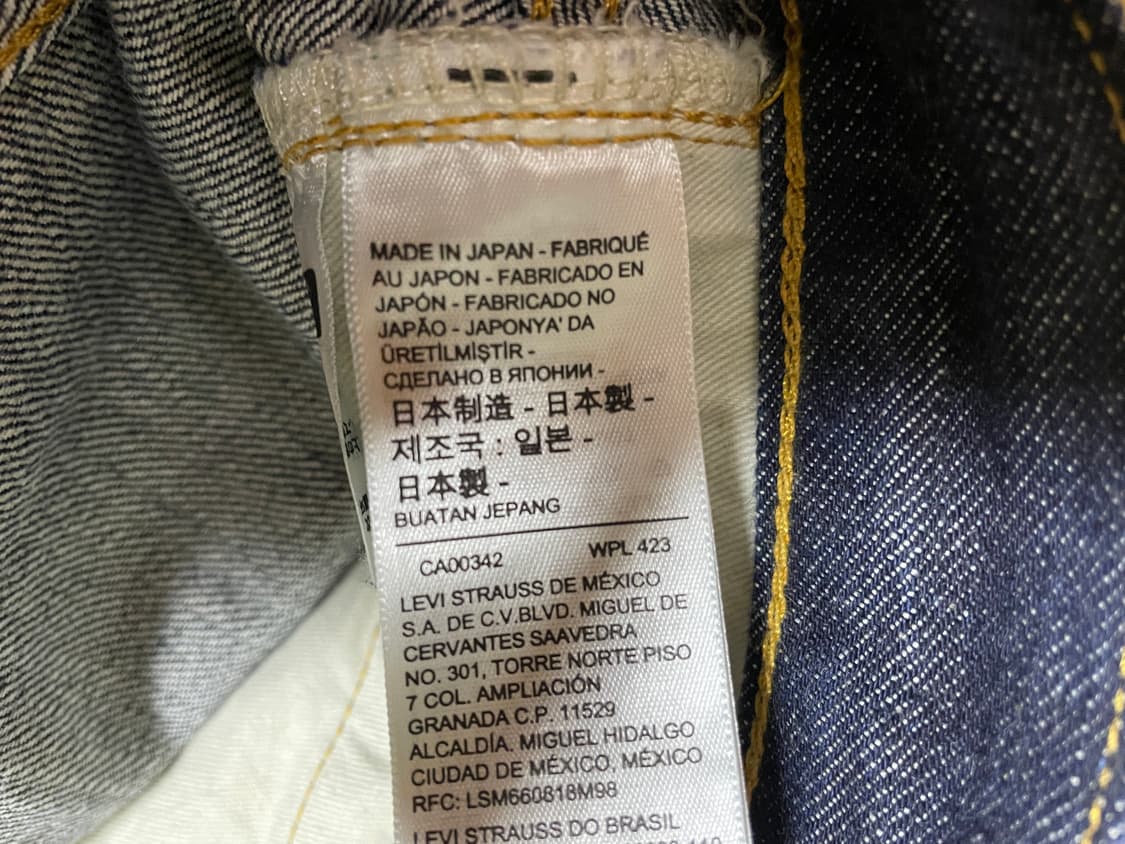 MADE IN JAPAN - FABRIQUÉ
AU JAPON - FABRICADO EN
JAPÓN - FABRICADO NO
JAPÃO - JAPONYA' DA
ÜRETİLMİŞTİR -
СДЕЛАНО В ЯПОНИИ -
日本制造 - 日本製 -
제조국 : 일본 -
日本製 -
BUATAN JEPANG
CA00342 WPL 423
LEVI STRAUSS DE MÉXICO
S.A. DE C.V.BLVD. MIGUEL DE
CERVANTES SAAVEDRA
NO. 301, TORRE NORTE PISO
7 COL. AMPLIACIÓN
GRANADA C.P. 11529
ALCALDÍA. MIGUEL HIDALGO
CIUDAD DE MÉXICO. MÉXICO
RFC: LSM660818M98
LEVI STRAUSS DO BRASIL